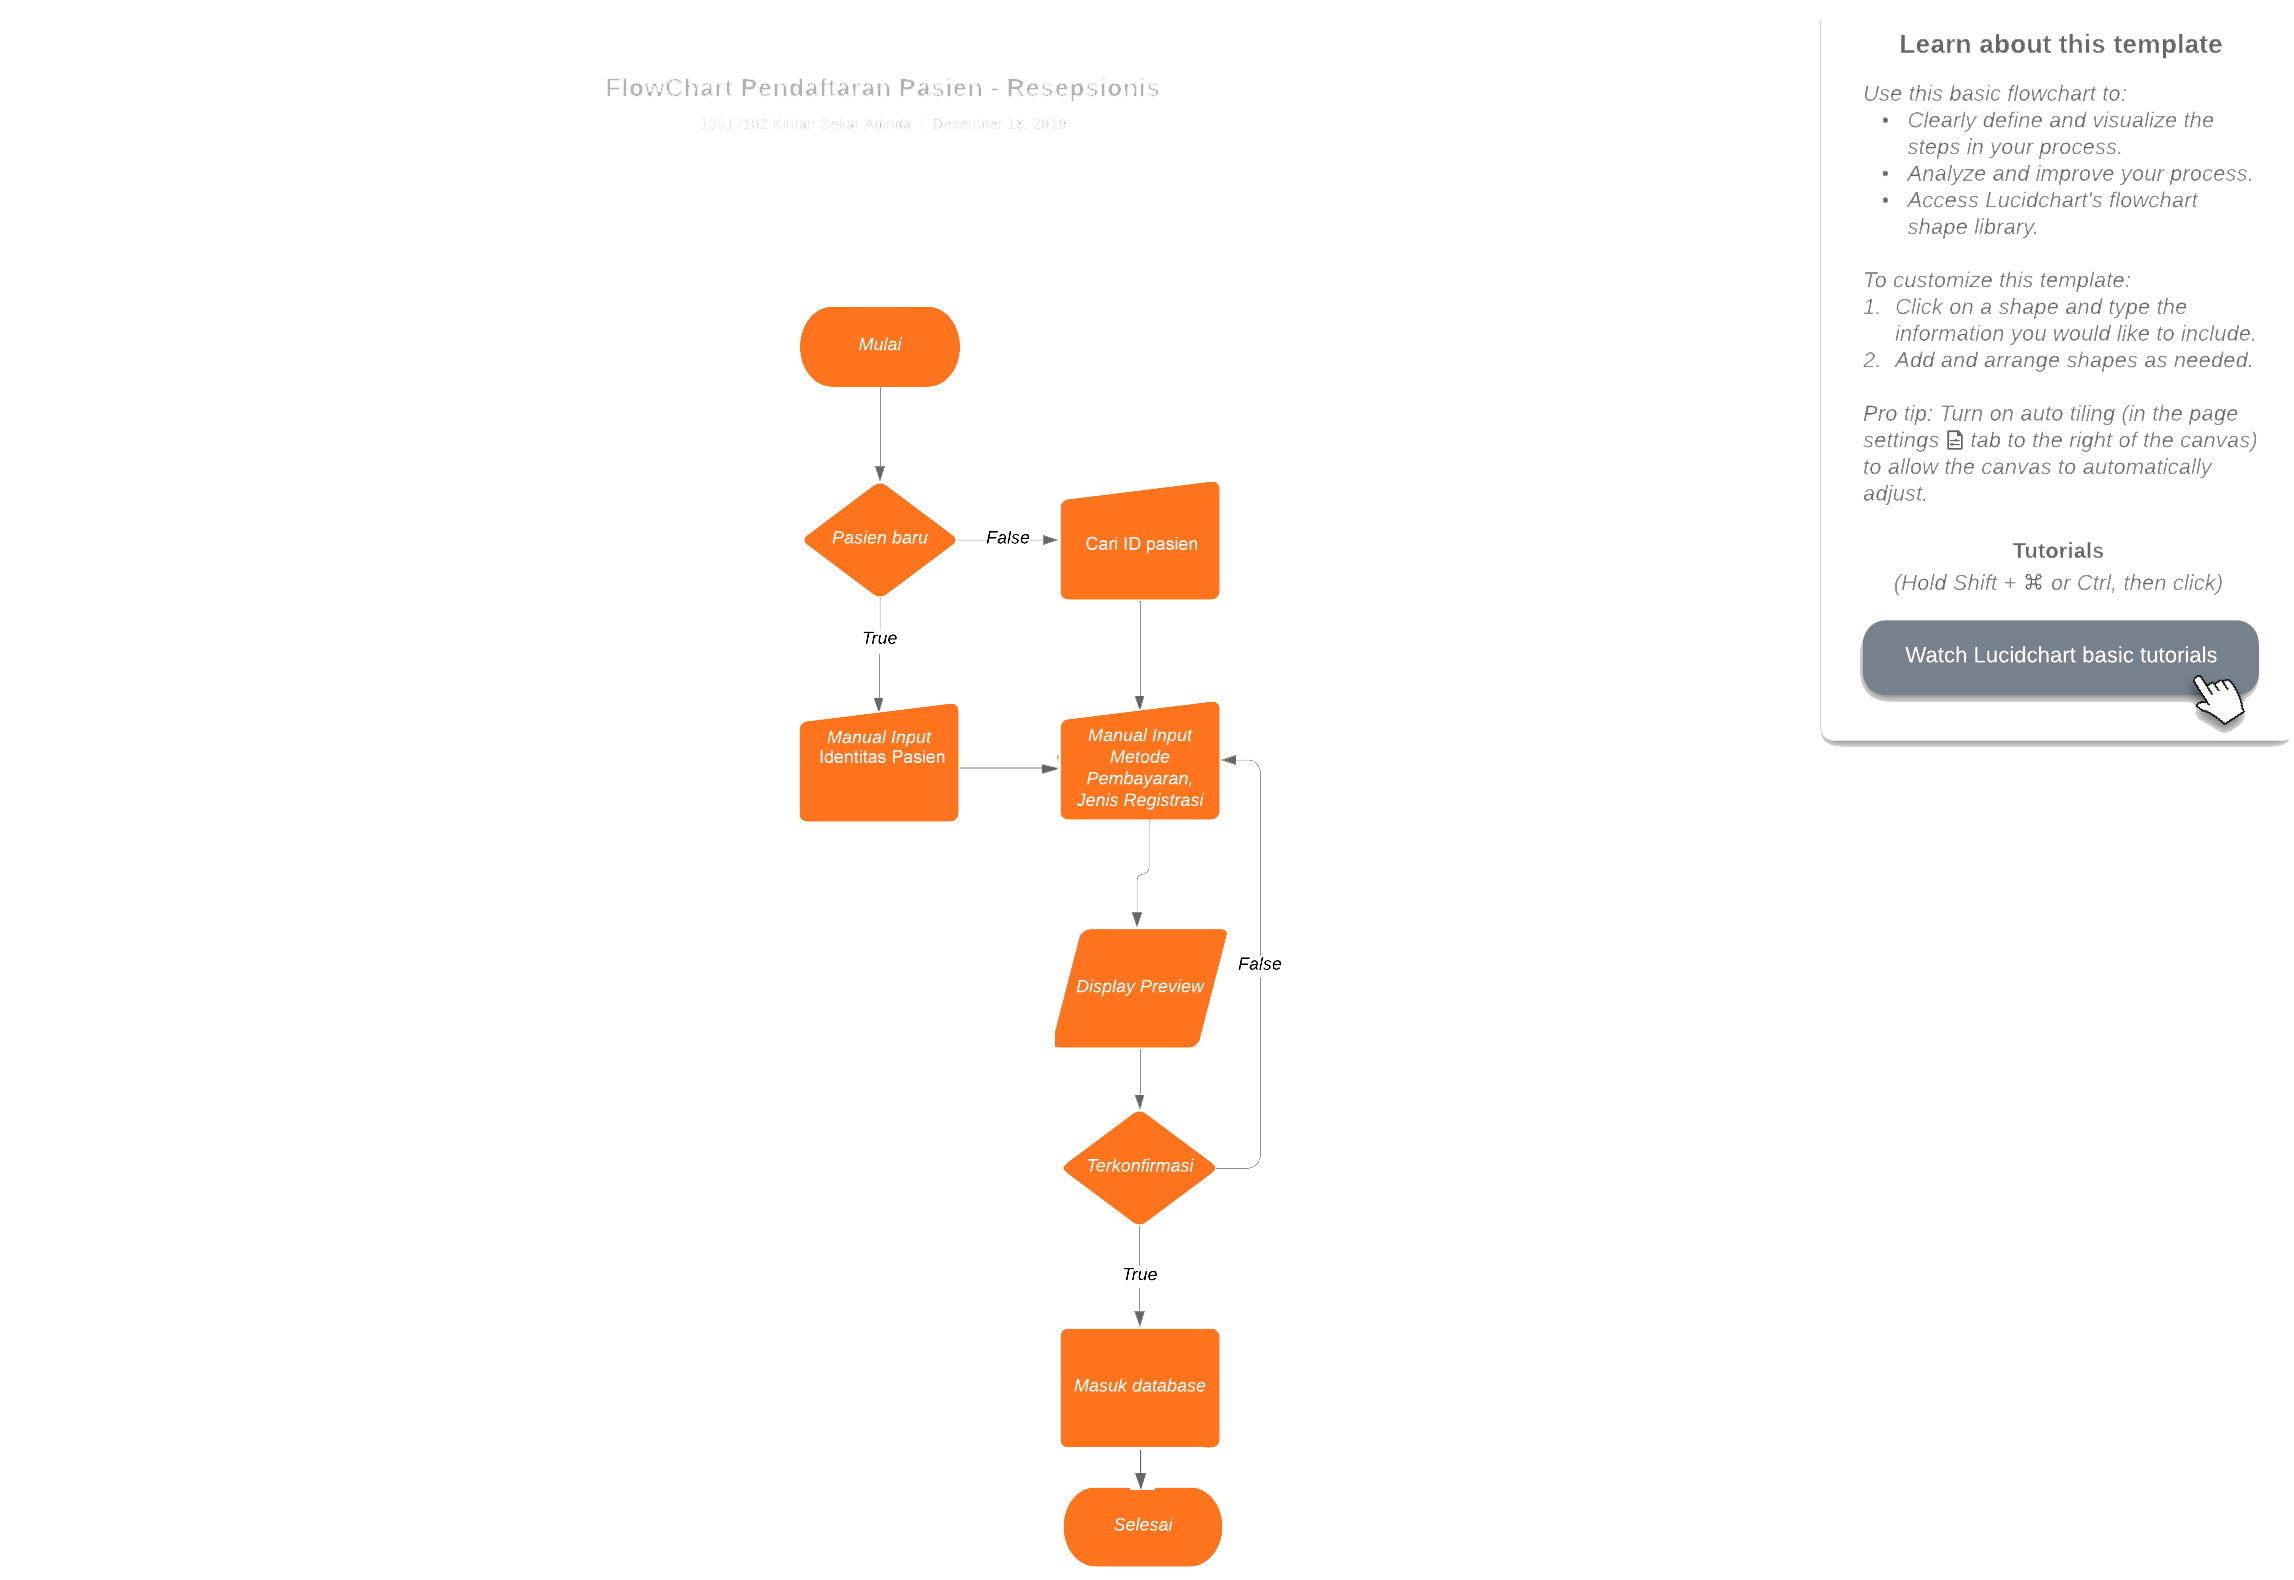 FlowChart Pendaftaran Pasien - Resepsionis
13517102 Kintan Sekar Adinda | December 18, 2019
Mulai
Pasien baru
False
Cari ID pasien
True
Manual Input
Identitas Pasien
Manual Input
Metode
Pembayaran,
Jenis Registrasi
Display Preview
False
Terkonfirmasi
True
Masuk database
Selesai
Learn about this template
Use this basic flowchart to:
• Clearly define and visualize the
steps in your process.
• Analyze and improve your process.
• Access Lucidchart's flowchart
shape library.
To customize this template:
1. Click on a shape and type the
information you would like to include.
2. Add and arrange shapes as needed.
Pro tip: Turn on auto tiling (in the page
settings tab to the right of the canvas)
to allow the canvas to automatically
adjust.
Tutorials
(Hold Shift + ⌘ or Ctrl, then click)
Watch Lucidchart basic tutorials